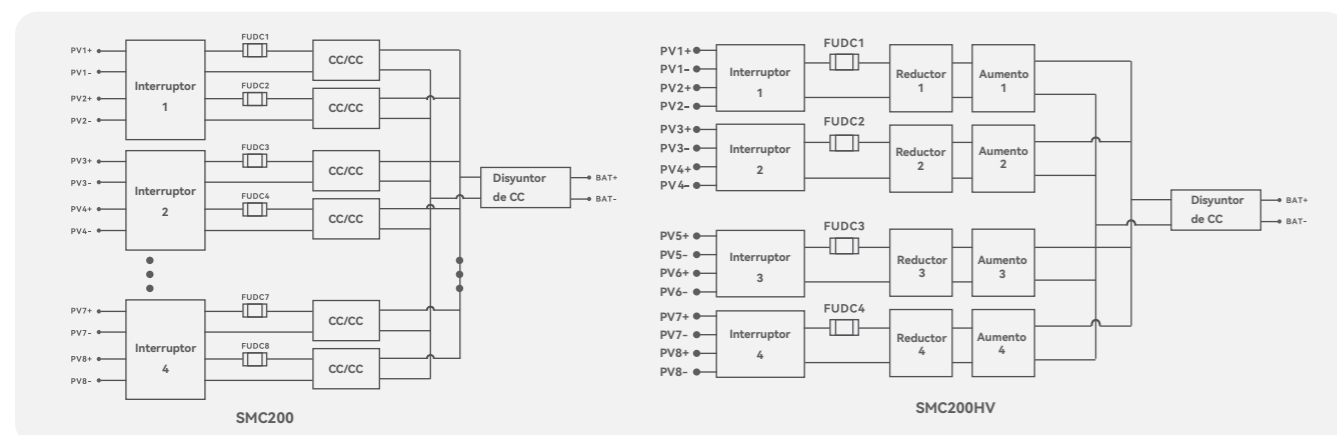 PV1+
PV1-
PV2+
PV2-
Interruptor
1
FUDC1
FUDC2
CC/CC
CC/CC
PV3+
PV3-
PV4+
PV4-
Interruptor
2
FUDC3
FUDC4
CC/CC
CC/CC
PV7+
PV7-
PV8+
PV8-
Interruptor
4
FUDC7
FUDC8
CC/CC
CC/CC
Disyuntor
de CC
BAT+
BAT-
SMC200
PV1+
PV1-
PV2+
PV2-
Interruptor
1
FUDC1
Reductor
1
Aumento
1
PV3+
PV3-
PV4+
PV4-
Interruptor
2
FUDC2
Reductor
2
Aumento
2
PV5+
PV5-
PV6+
PV6-
Interruptor
3
FUDC3
Reductor
3
Aumento
3
PV7+
PV7-
PV8+
PV8-
Interruptor
4
FUDC4
Reductor
4
Aumento
4
Disyuntor
de CC
BAT+
BAT-
SMC200HV